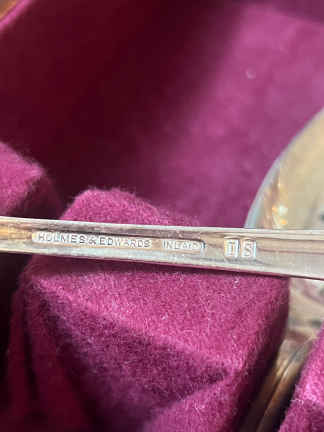 HOLMES & EDWARDS INLAID IS